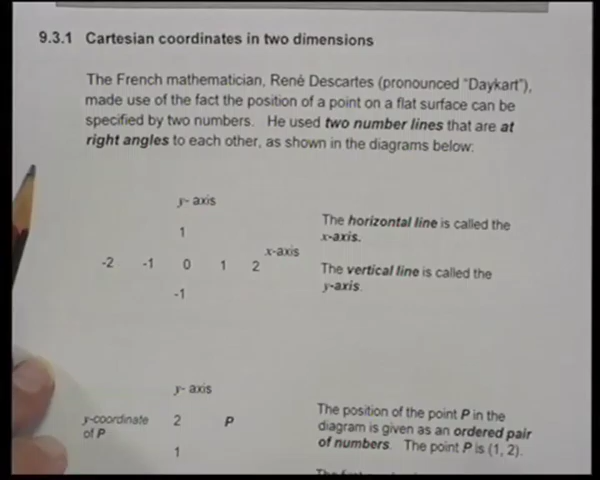 9.3.1 Cartesian coordinates in two dimensions
The French mathematician, René Descartes (pronounced "Daykart"),
made use of the fact the position of a point on a flat surface can be
specified by two numbers. He used two number lines that are at
right angles to each other, as shown in the diagrams below:
y- axis
1
x-axis
-2 -1 0 1 2
-1
The horizontal line is called the
x-axis.
The vertical line is called the
y-axis.
y- axis
y-coordinate 2 P
of P
1
The position of the point P in the
diagram is given as an ordered pair
of numbers. The point P is (1, 2).